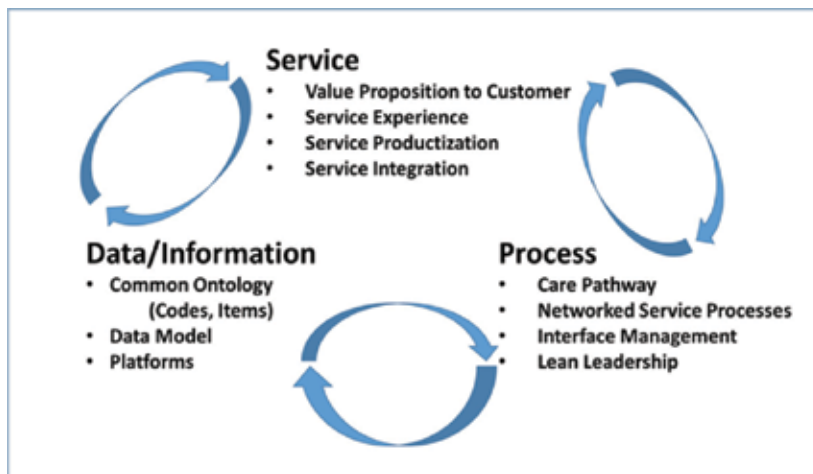 Service
• Value Proposition to Customer
• Service Experience
• Service Productization
• Service Integration
Data/Information
• Common Ontology
(Codes, Items)
• Data Model
• Platforms
Process
• Care Pathway
• Networked Service Processes
• Interface Management
• Lean Leadership